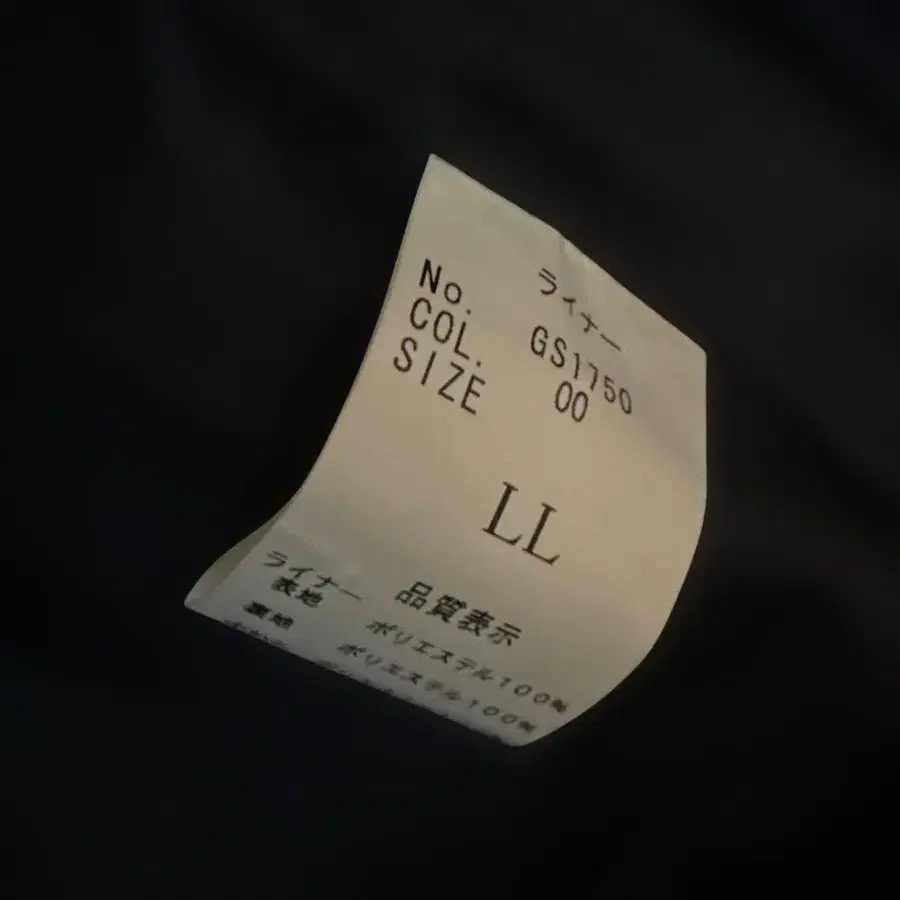 ライナー
No. GS1750
COL. 00
SIZE
LL
品質表示
ライナー
表地 ポリエステル100%
裏地 ポリエステル100%